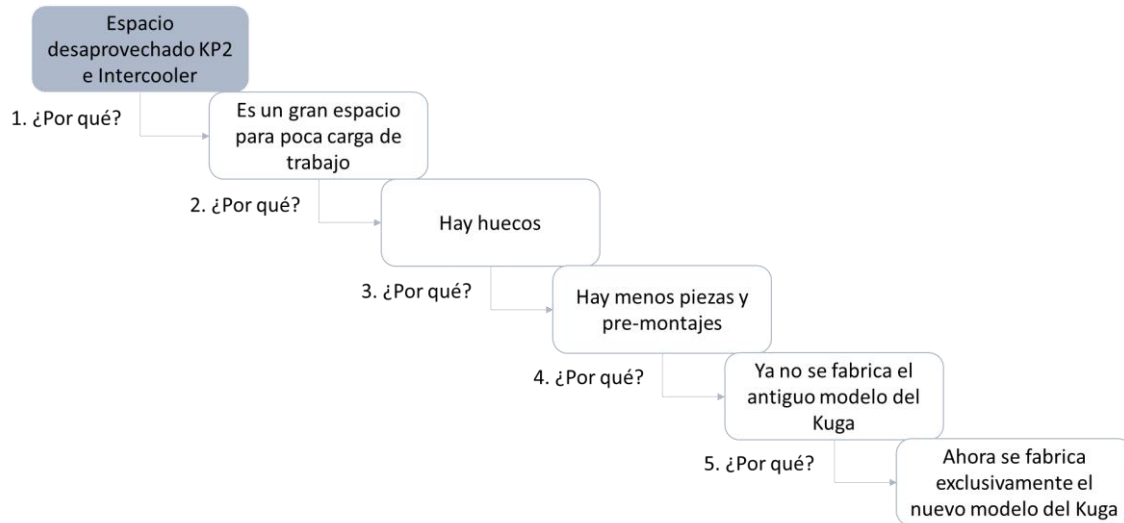 Espacio
desaprovechado KP2
e Intercooler
1. ¿Por qué?
Es un gran espacio
para poca carga de
trabajo
2. ¿Por qué?
Hay huecos
3. ¿Por qué?
Hay menos piezas y
pre-montajes
4. ¿Por qué?
Ya no se fabrica el
antiguo modelo del
Kuga
5. ¿Por qué?
Ahora se fabrica
exclusivamente el
nuevo modelo del Kuga